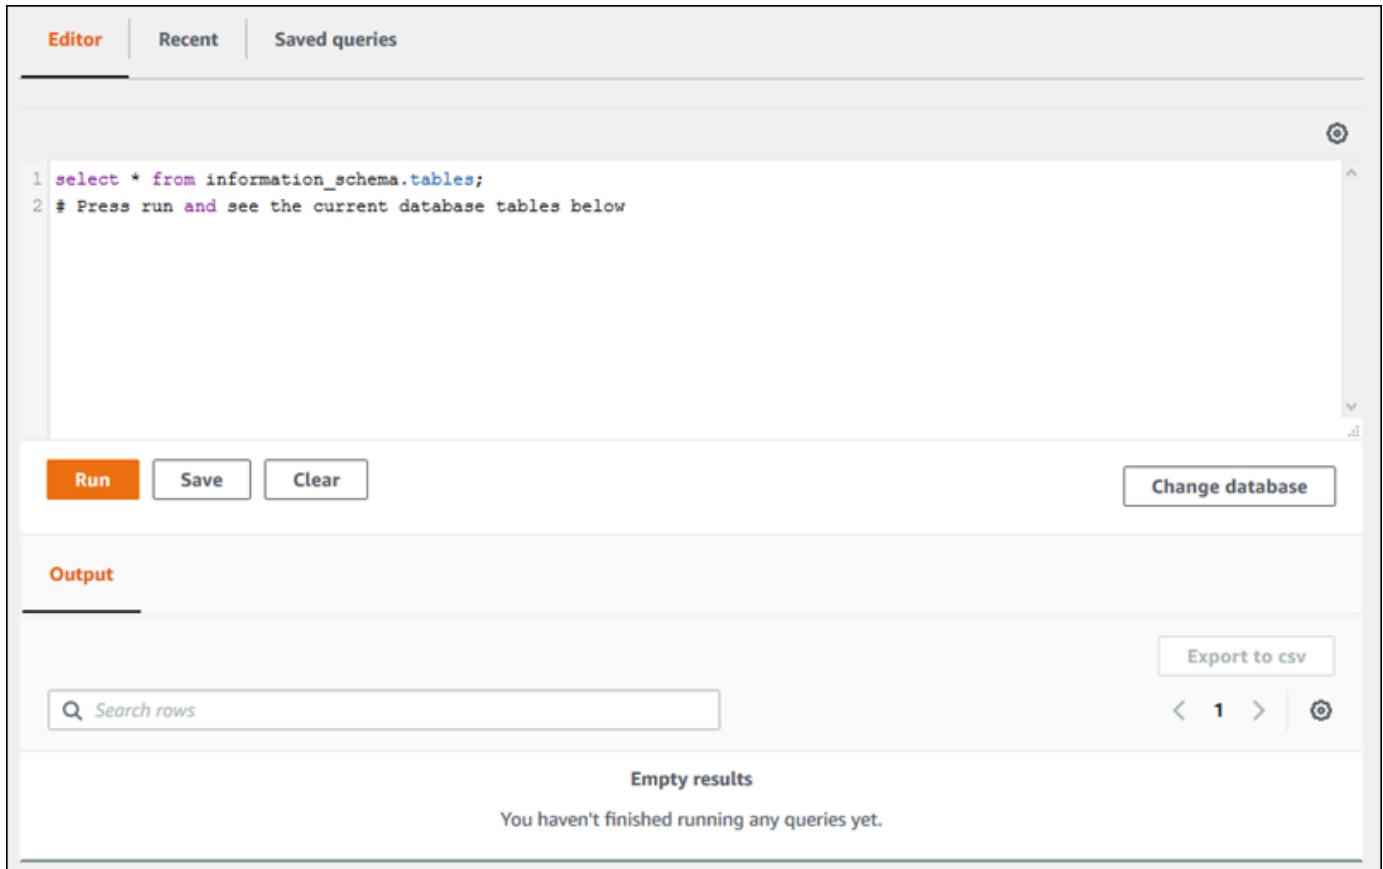 Editor Recent Saved queries
1 select * from information_schema.tables;
2 # Press run and see the current database tables below
Run Save Clear Change database
Output
Export to csv
Search rows 1
Empty results
You haven't finished running any queries yet.